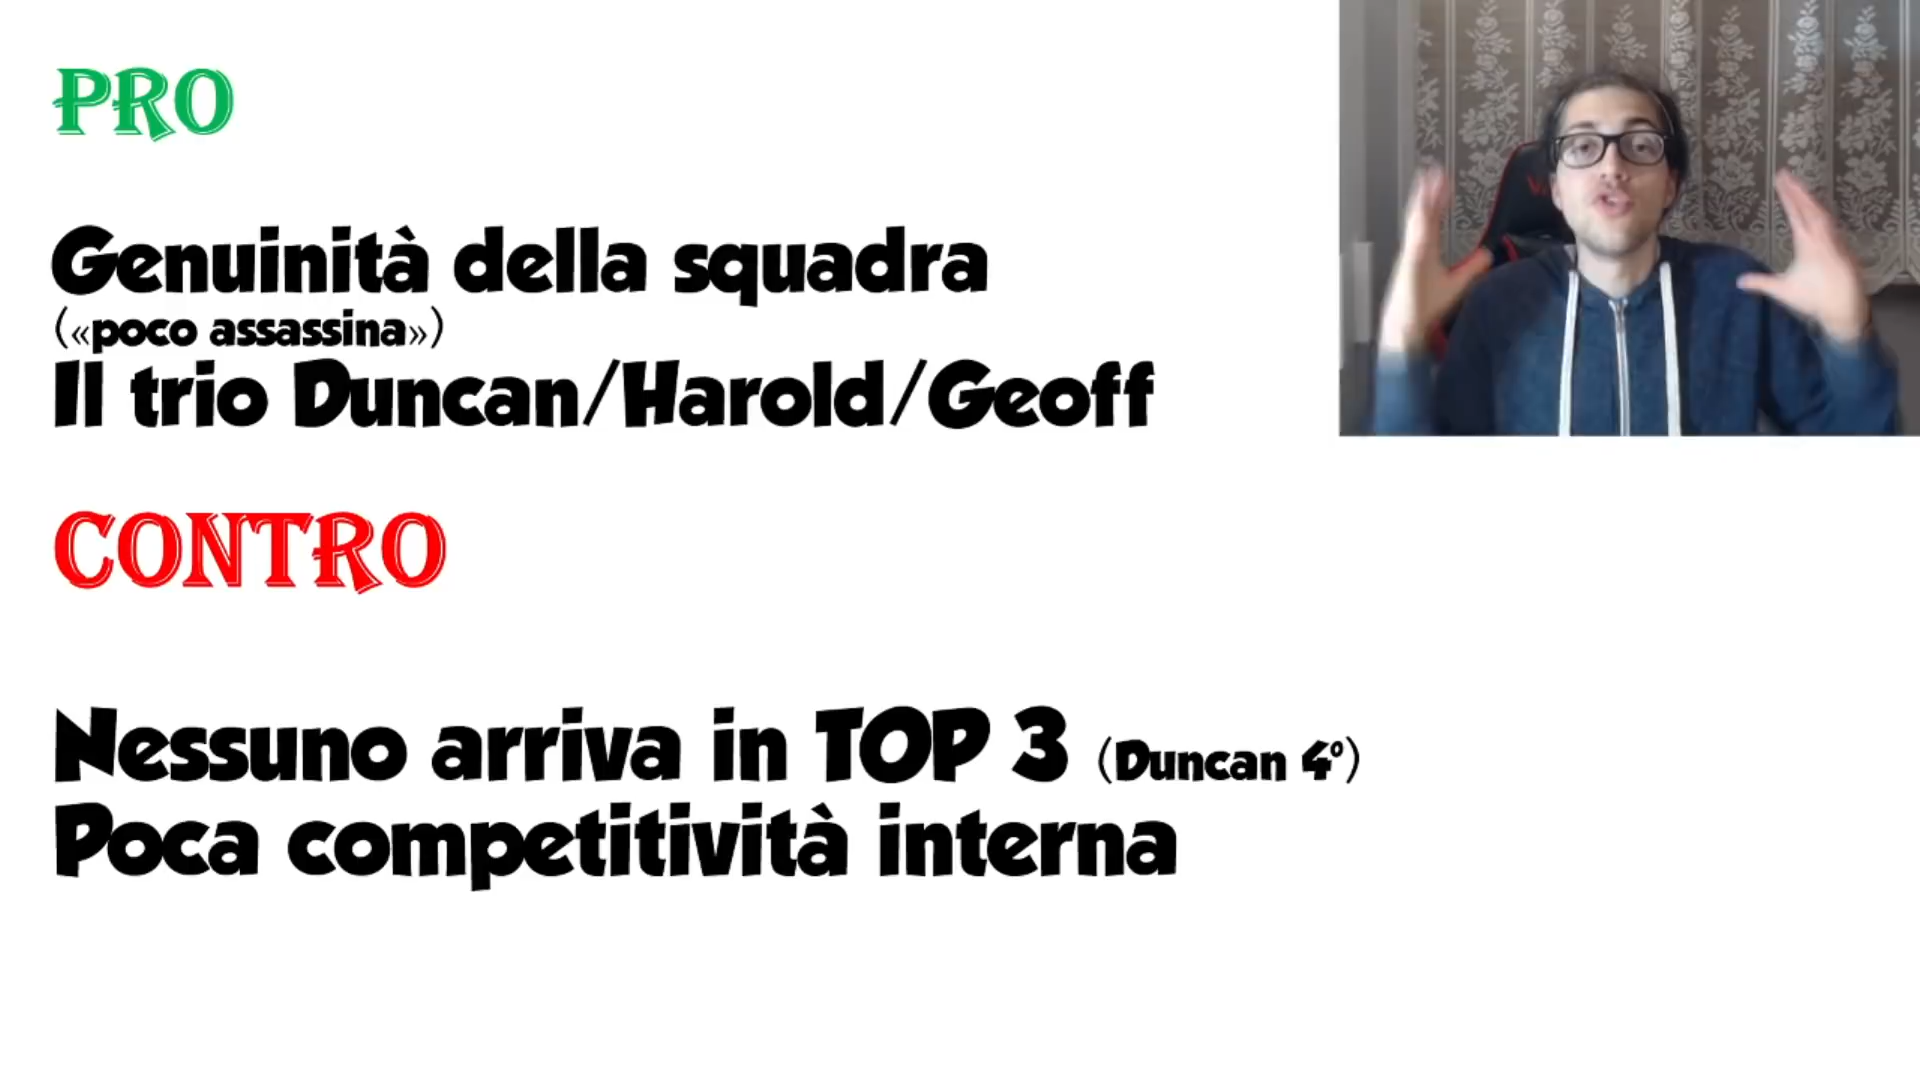 PRO
Genuinità della squadra
(«poco assassina»)
Il trio Duncan/Harold/Geoff
CONTRO
Nessuno arriva in TOP 3 (Duncan 4°)
Poca competitività interna